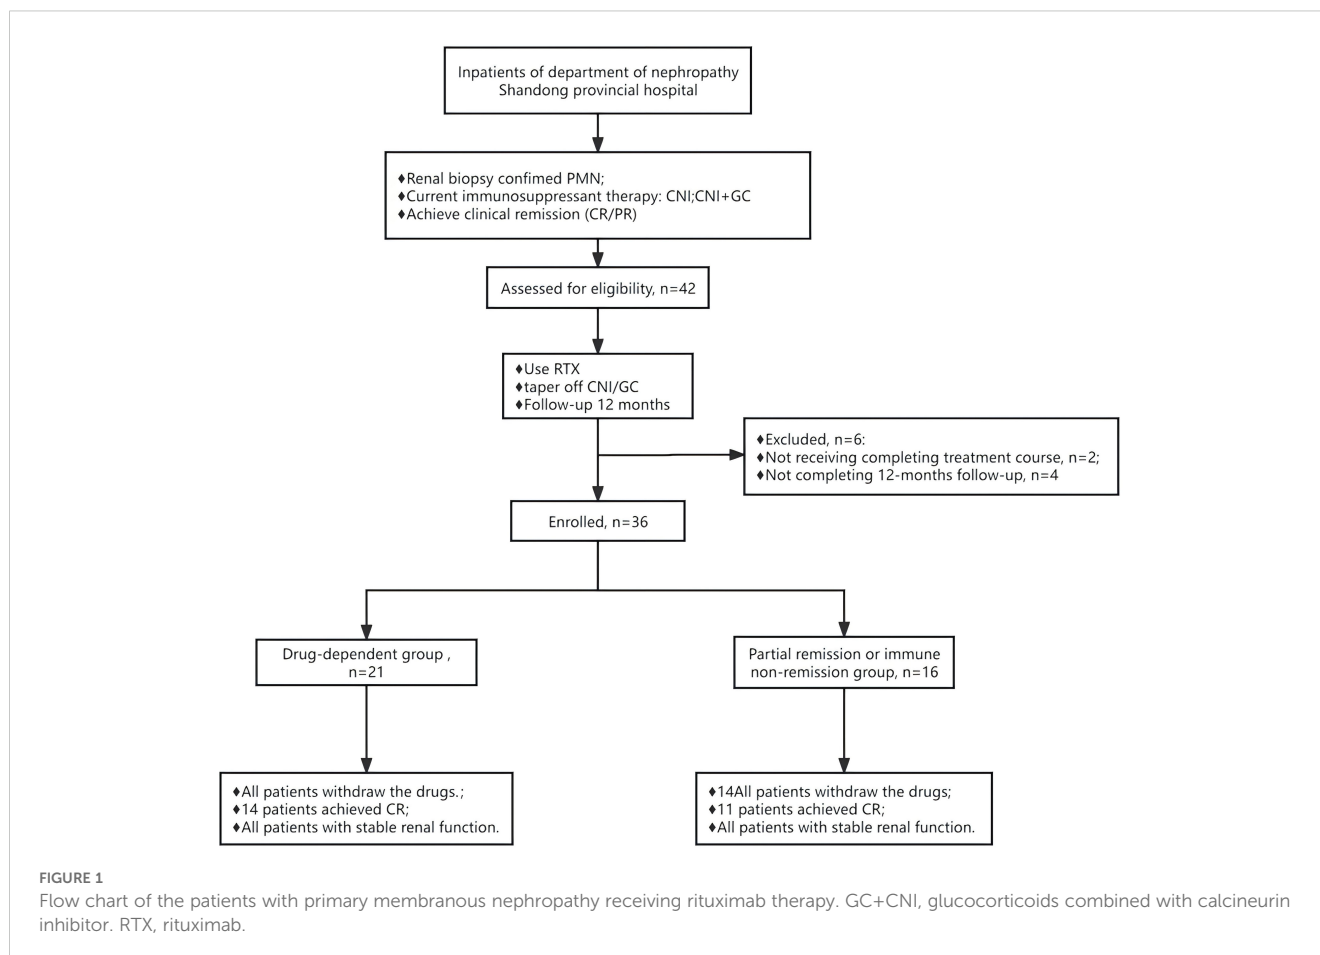 Inpatients of department of nephropathy
Shandong provincial hospital
♦Renal biopsy confimed PMN;
♦Current immunosuppressant therapy: CNI;CNI+GC
♦Achieve clinical remission (CR/PR)
Assessed for eligibility, n=42
♦Use RTX
♦taper off CNI/GC
♦Follow-up 12 months
♦Excluded, n=6:
♦Not receiving completing treatment course, n=2;
♦Not completing 12-months follow-up, n=4
Enrolled, n=36
Drug-dependent group ,
n=21
Partial remission or immune
non-remission group, n=16
♦All patients withdraw the drugs.;
♦14 patients achieved CR;
♦All patients with stable renal function.
♦14All patients withdraw the drugs;
♦11 patients achieved CR;
♦All patients with stable renal function.
FIGURE 1
Flow chart of the patients with primary membranous nephropathy receiving rituximab therapy. GC+CNI, glucocorticoids combined with calcineurin
inhibitor. RTX, rituximab.